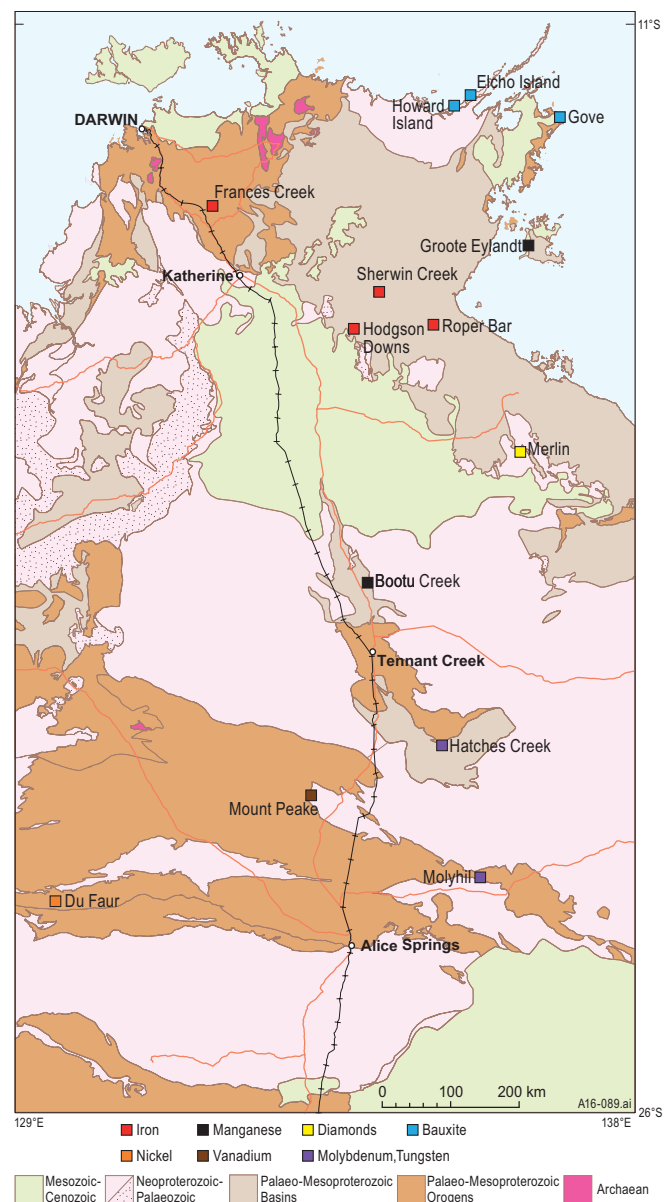 11°S
Elcho Island
Howard
Island
Gove
DARWIN
Frances Creek
Groote Eylandt
Katherine
Sherwin Creek
Hodgson
Downs
Roper Bar
Merlin
Bootu Creek
Tennant Creek
Hatches Creek
Mount Peake
Molyhil
Du Faur
Alice Springs
0 100 200 km
A16-089.ai
129°E
138°E
26°S
Iron Manganese Diamonds Bauxite
Nickel Vanadium Molybdenum,Tungsten
Mesozoic-
Cenozoic
Neoproterozoic-
Palaeozoic
Palaeo-Mesoproterozoic
Basins
Palaeo-Mesoproterozoic
Orogens
Archaean